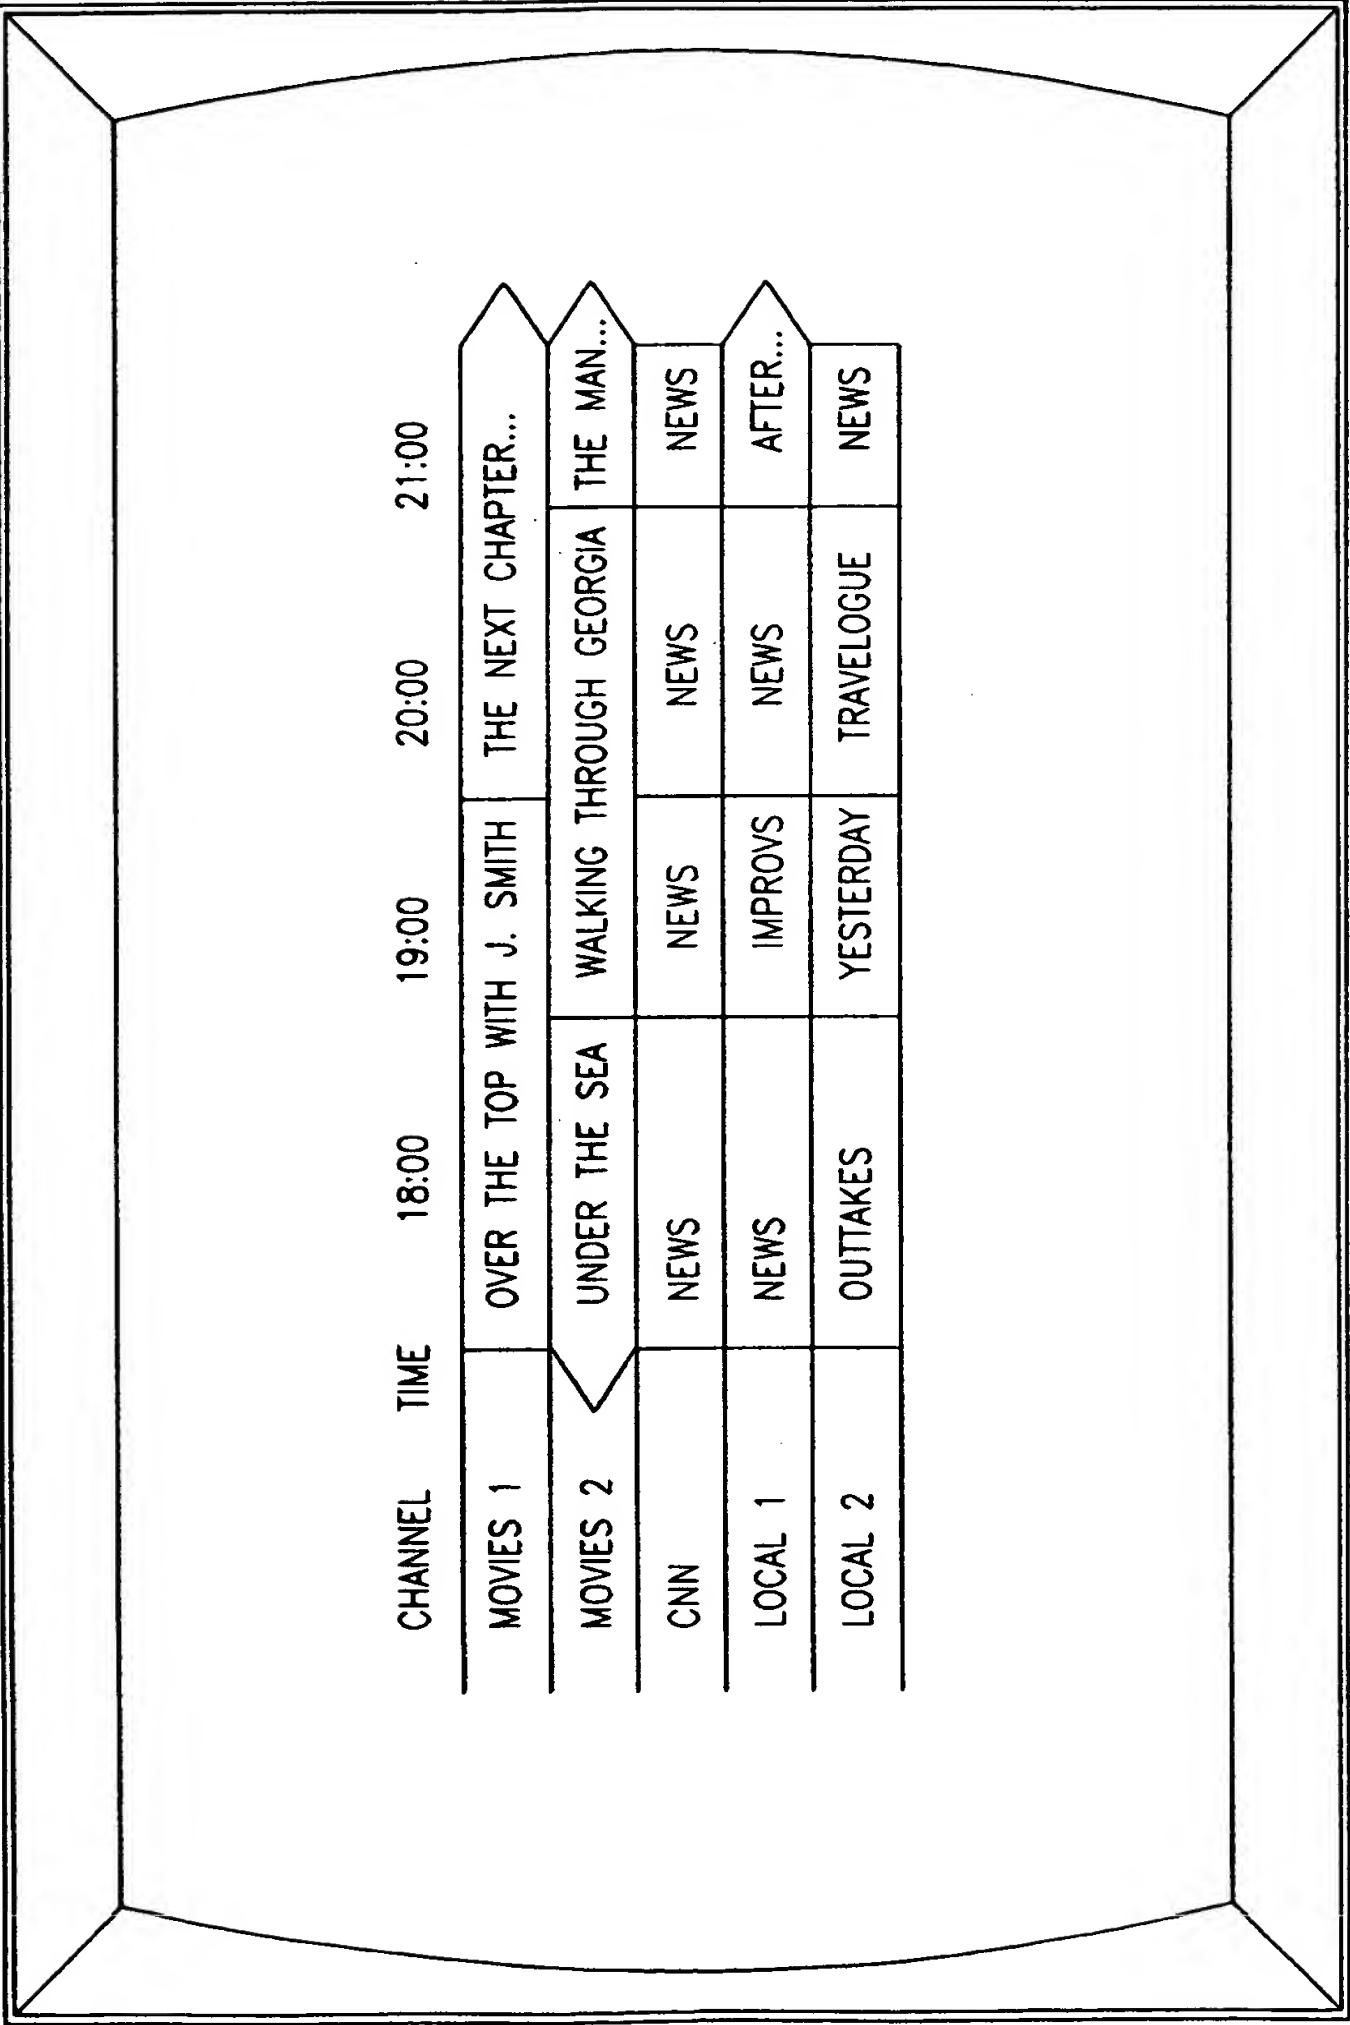 CHANNEL TIME 18:00 19:00 20:00 21:00
MOVIES 1 OVER THE TOP WITH J. SMITH THE NEXT CHAPTER...
MOVIES 2 UNDER THE SEA WALKING THROUGH GEORGIA THE MAN...
CNN NEWS NEWS NEWS NEWS
LOCAL 1 NEWS IMPROVS NEWS AFTER...
LOCAL 2 OUTTAKES YESTERDAY TRAVELOGUE NEWS